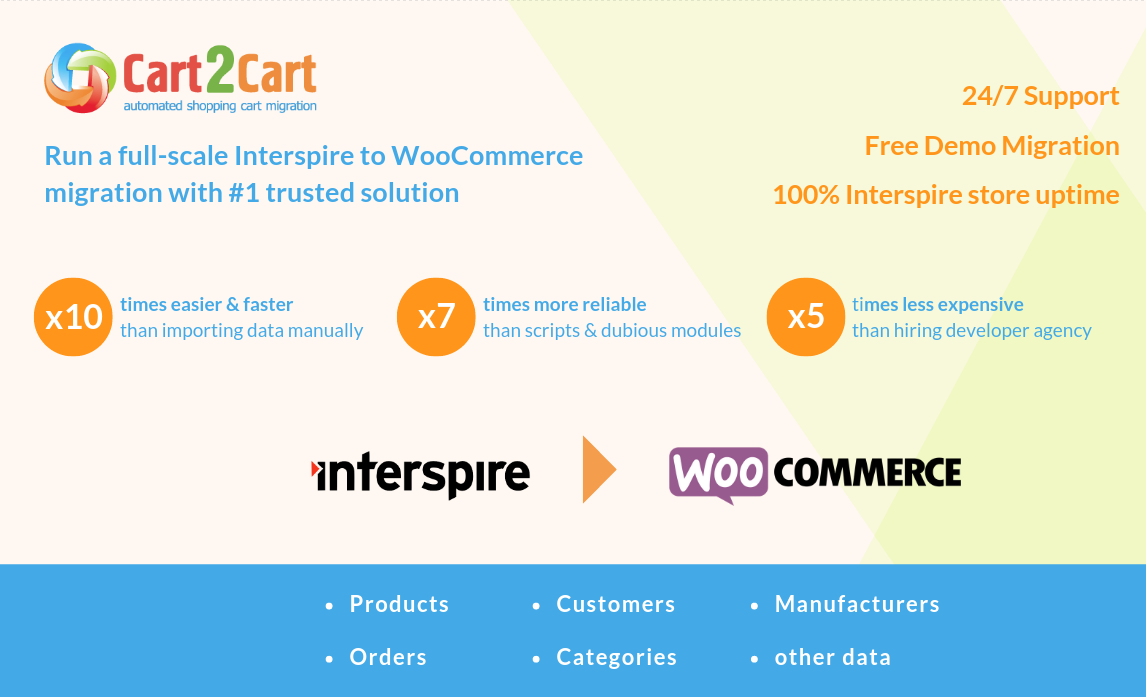 Cart2Cart
automated shopping cart migration
Run a full-scale Interspire to WooCommerce
migration with #1 trusted solution
24/7 Support
Free Demo Migration
100% Interspire store uptime
x10
times easier & faster
than importing data manually
x7
times more reliable
than scripts & dubious modules
x5
times less expensive
than hiring developer agency
interspire
WOO COMMERCE
• Products
• Customers
• Manufacturers
• Orders
• Categories
• other data